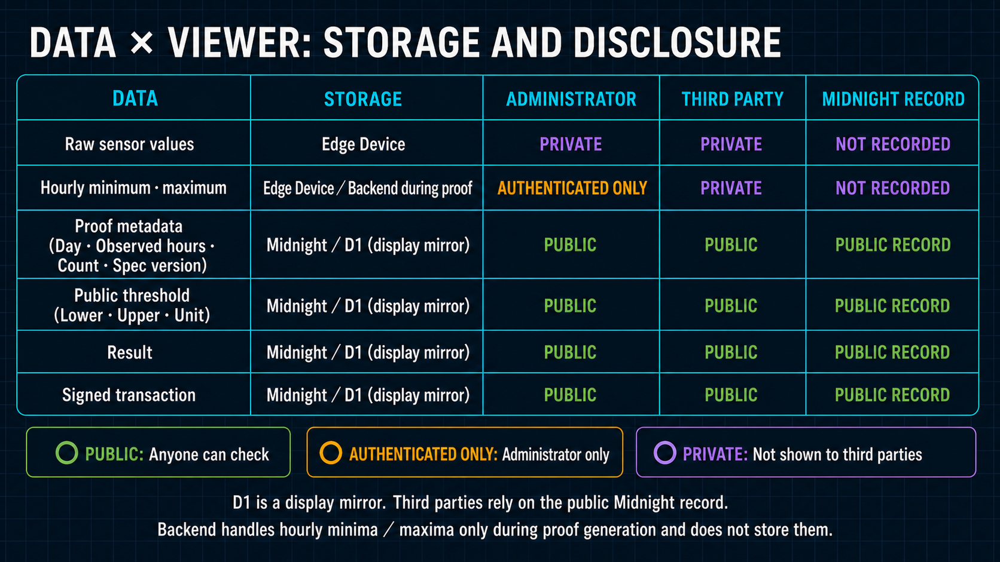 DATA × VIEWER: STORAGE AND DISCLOSURE
DATA
STORAGE
ADMINISTRATOR
THIRD PARTY
MIDNIGHT RECORD
Raw sensor values
Edge Device
PRIVATE
PRIVATE
NOT RECORDED
Hourly minimum · maximum
Edge Device / Backend during proof
AUTHENTICATED ONLY
PRIVATE
NOT RECORDED
Proof metadata
(Day · Observed hours ·
Count · Spec version)
Midnight / D1 (display mirror)
PUBLIC
PUBLIC
PUBLIC RECORD
Public threshold
(Lower · Upper · Unit)
Midnight / D1 (display mirror)
PUBLIC
PUBLIC
PUBLIC RECORD
Result
Midnight / D1 (display mirror)
PUBLIC
PUBLIC
PUBLIC RECORD
Signed transaction
Midnight / D1 (display mirror)
PUBLIC
PUBLIC
PUBLIC RECORD
PUBLIC: Anyone can check
AUTHENTICATED ONLY: Administrator only
PRIVATE: Not shown to third parties
D1 is a display mirror. Third parties rely on the public Midnight record.
Backend handles hourly minima / maxima only during proof generation and does not store them.